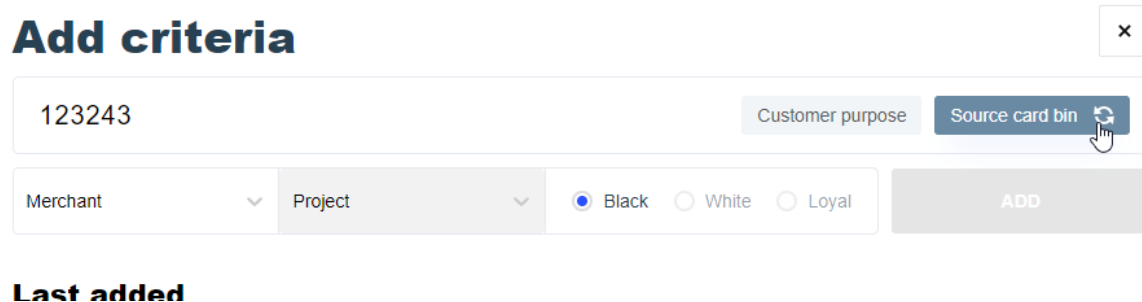 Add criteria
×
123243 Customer purpose Source card bin
Merchant Project Black White Loyal ADD
Last added